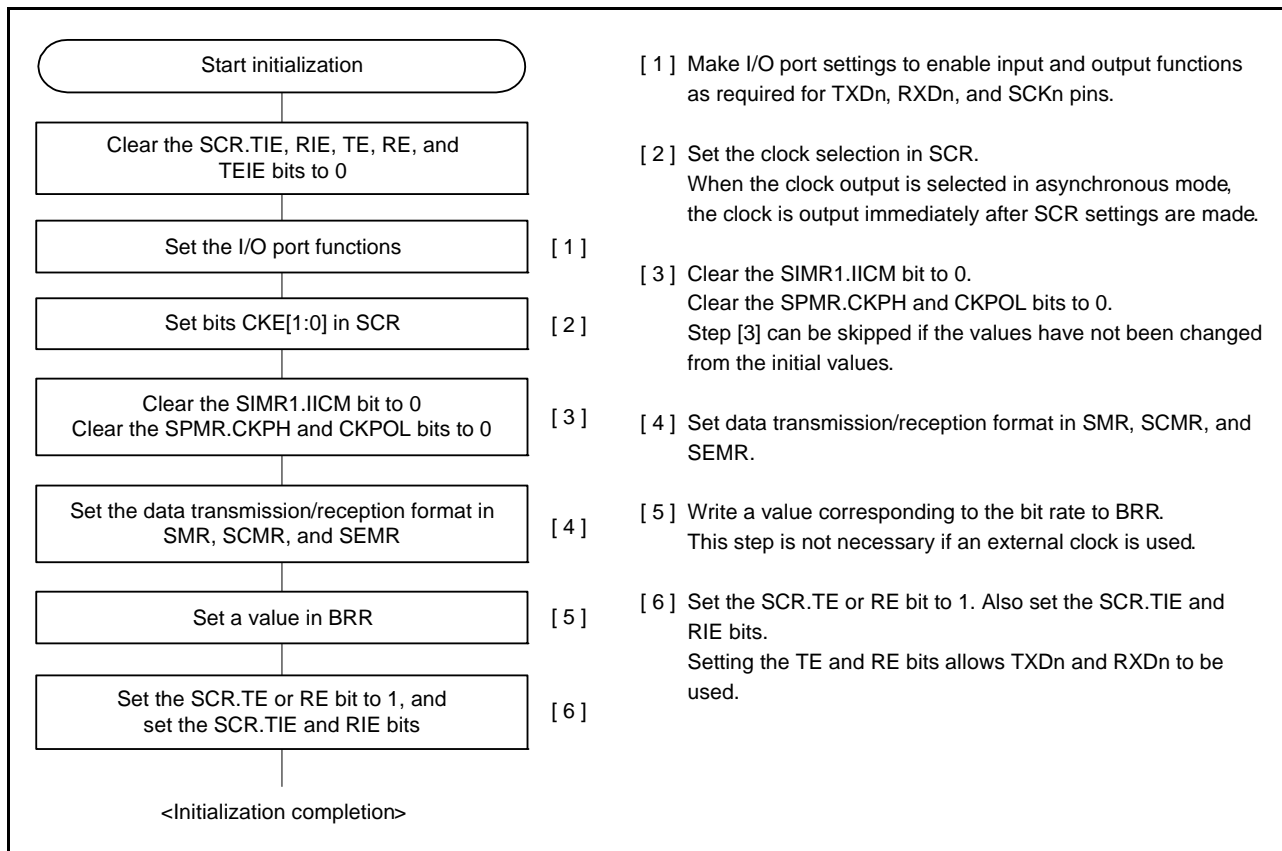 Start initialization
Clear the SCR.TIE, RIE, TE, RE, and
TEIE bits to 0
Set the I/O port functions
[ 1 ]
Set bits CKE[1:0] in SCR
[ 2 ]
Clear the SIMR1.IICM bit to 0
Clear the SPMR.CKPH and CKPOL bits to 0
[ 3 ]
Set the data transmission/reception format in
SMR, SCMR, and SEMR
[ 4 ]
Set a value in BRR
[ 5 ]
Set the SCR.TE or RE bit to 1, and
set the SCR.TIE and RIE bits
[ 6 ]
<Initialization completion>
[ 1 ] Make I/O port settings to enable input and output functions
as required for TXDn, RXDn, and SCKn pins.
[ 2 ] Set the clock selection in SCR.
When the clock output is selected in asynchronous mode,
the clock is output immediately after SCR settings are made.
[ 3 ] Clear the SIMR1.IICM bit to 0.
Clear the SPMR.CKPH and CKPOL bits to 0.
Step [3] can be skipped if the values have not been changed
from the initial values.
[ 4 ] Set data transmission/reception format in SMR, SCMR, and
SEMR.
[ 5 ] Write a value corresponding to the bit rate to BRR.
This step is not necessary if an external clock is used.
[ 6 ] Set the SCR.TE or RE bit to 1. Also set the SCR.TIE and
RIE bits.
Setting the TE and RE bits allows TXDn and RXDn to be
used.